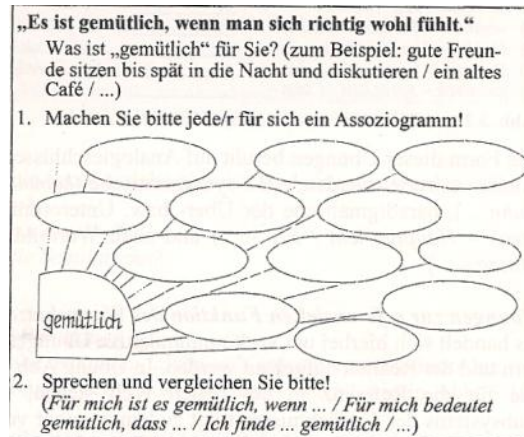 „Es ist gemütlich, wenn man sich richtig wohl fühlt.“
Was ist „gemütlich“ für Sie? (zum Beispiel: gute Freun-
de sitzen bis spät in die Nacht und diskutieren / ein altes
Café / ...)
1. Machen Sie bitte jede/r für sich ein Assoziogramm!
gemütlich
2. Sprechen und vergleichen Sie bitte!
(Für mich ist es gemütlich, wenn ... / Für mich bedeutet
gemütlich, dass ... / Ich finde ... gemütlich / ...)